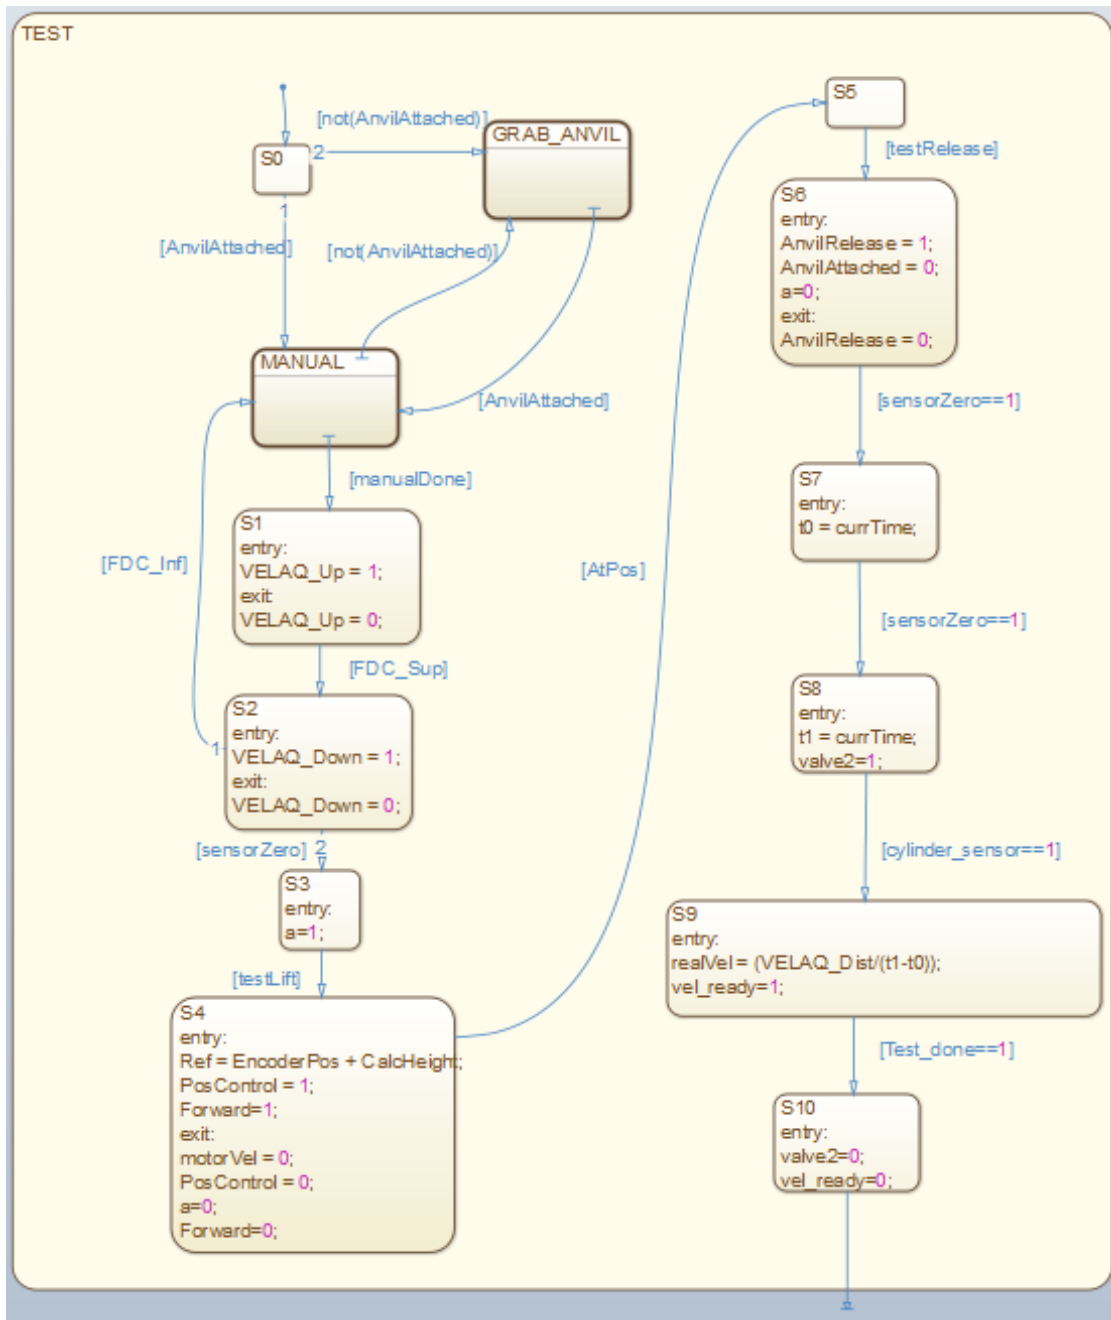 TEST
[not(AnvilAttached)]
GRAB_ANVIL
S0
2
1
[AnvilAttached]
[not(AnvilAttached)]
MANUAL
[AnvilAttached]
[manualDone]
S1
entry:
VELAQ_Up = 1;
exit:
VELAQ_Up = 0;
[FDC_Inf]
[FDC_Sup]
S2
entry:
VELAQ_Down = 1;
exit:
VELAQ_Down = 0;
1
[sensorZero] 2
S3
entry:
a=1;
[testLift]
S4
entry:
Ref = EncoderPos + CalcHeight;
PosControl = 1;
Forward=1;
exit:
motorVel = 0;
PosControl = 0;
a=0;
Forward=0;
[AtPos]
S5
[testRelease]
S6
entry:
AnvilRelease = 1;
AnvilAttached = 0;
a=0;
exit:
AnvilRelease = 0;
[sensorZero==1]
S7
entry:
t0 = currTime;
[sensorZero==1]
S8
entry:
t1 = currTime;
valve2=1;
[cylinder_sensor==1]
S9
entry:
realVel = (VELAQ_Dist/(t1-t0));
vel_ready=1;
[Test_done==1]
S10
entry:
valve2=0;
vel_ready=0;